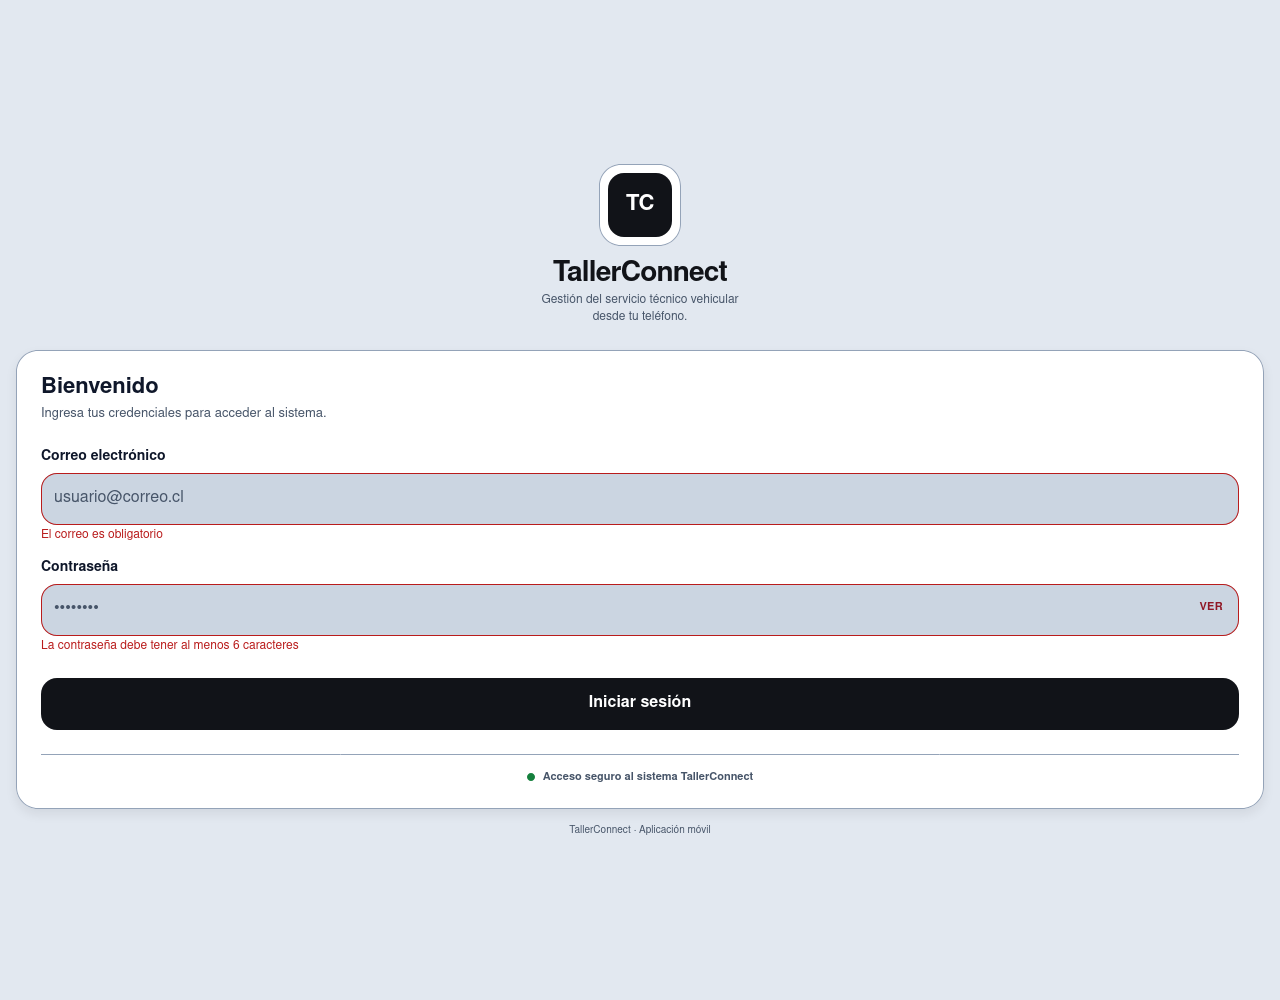 TC
TallerConnect
Gestión del servicio técnico vehicular
desde tu teléfono.
Bienvenido
Ingresa tus credenciales para acceder al sistema.
Correo electrónico
usuario@correo.cl
El correo es obligatorio
Contraseña
••••••••
VER
La contraseña debe tener al menos 6 caracteres
Iniciar sesión
Acceso seguro al sistema TallerConnect
TallerConnect · Aplicación móvil